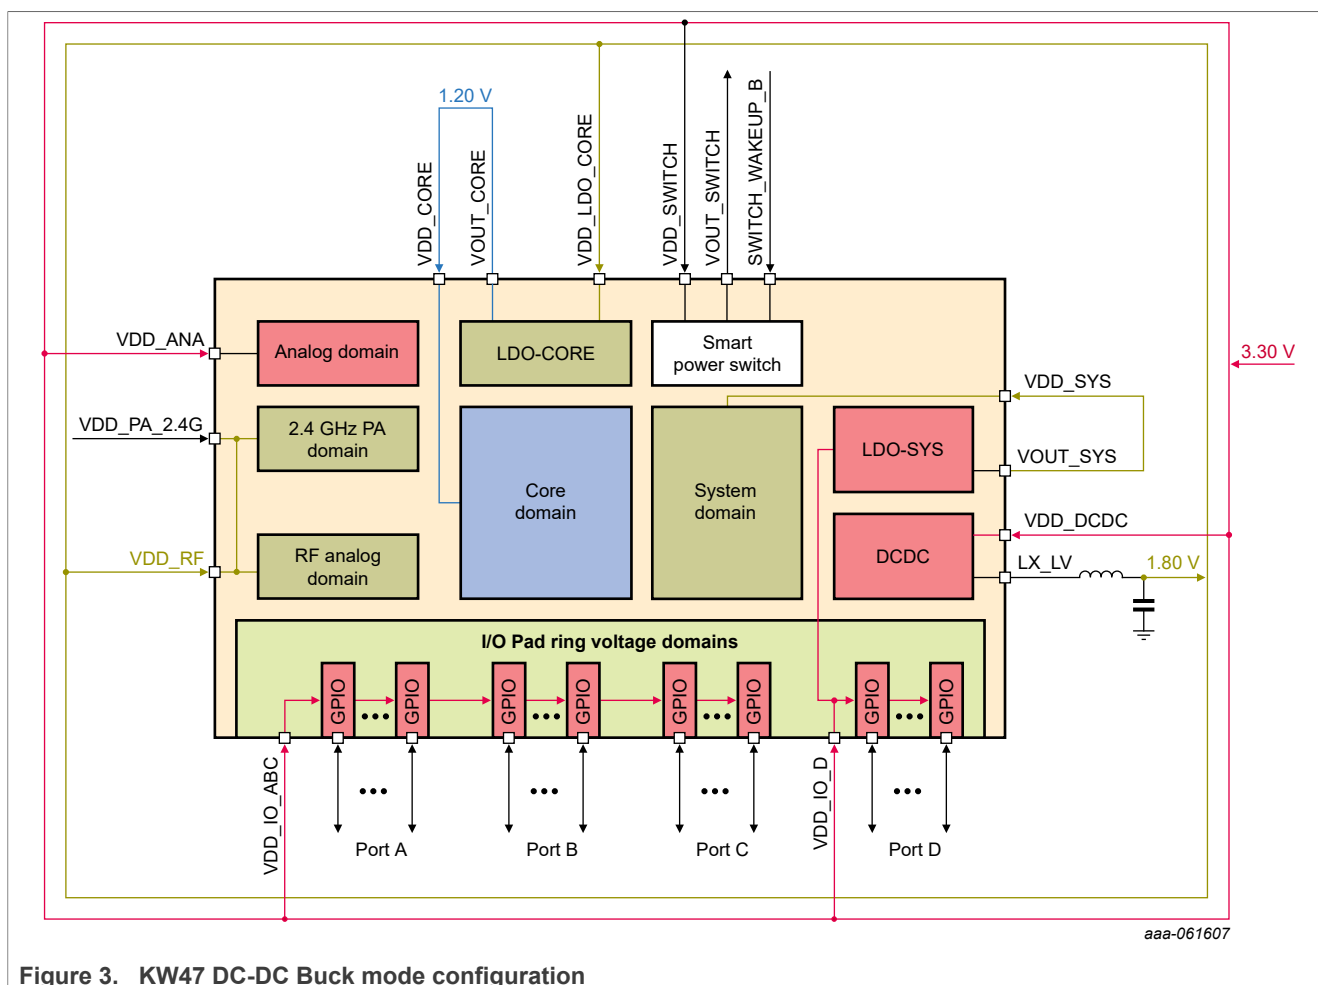 1.20 V
VDD_CORE
VOUT_CORE
VDD_LDO_CORE
VDD_SWITCH
VOUT_SWITCH
SWITCH_WAKEUP_B
VDD_ANA
Analog domain
LDO-CORE
Smart
power switch
3.30 V
VDD_SYS
VDD_PA_2.4G
2.4 GHz PA
domain
Core
domain
System
domain
LDO-SYS
VOUT_SYS
VDD_DCDC
VDD_RF
RF analog
domain
DCDC
LX_LV
1.80 V
I/O Pad ring voltage domains
GPIO
GPIO
GPIO
GPIO
GPIO
GPIO
GPIO
GPIO
VDD_IO_ABC
VDD_IO_D
Port A
Port B
Port C
Port D
aaa-061607
Figure 3. KW47 DC-DC Buck mode configuration